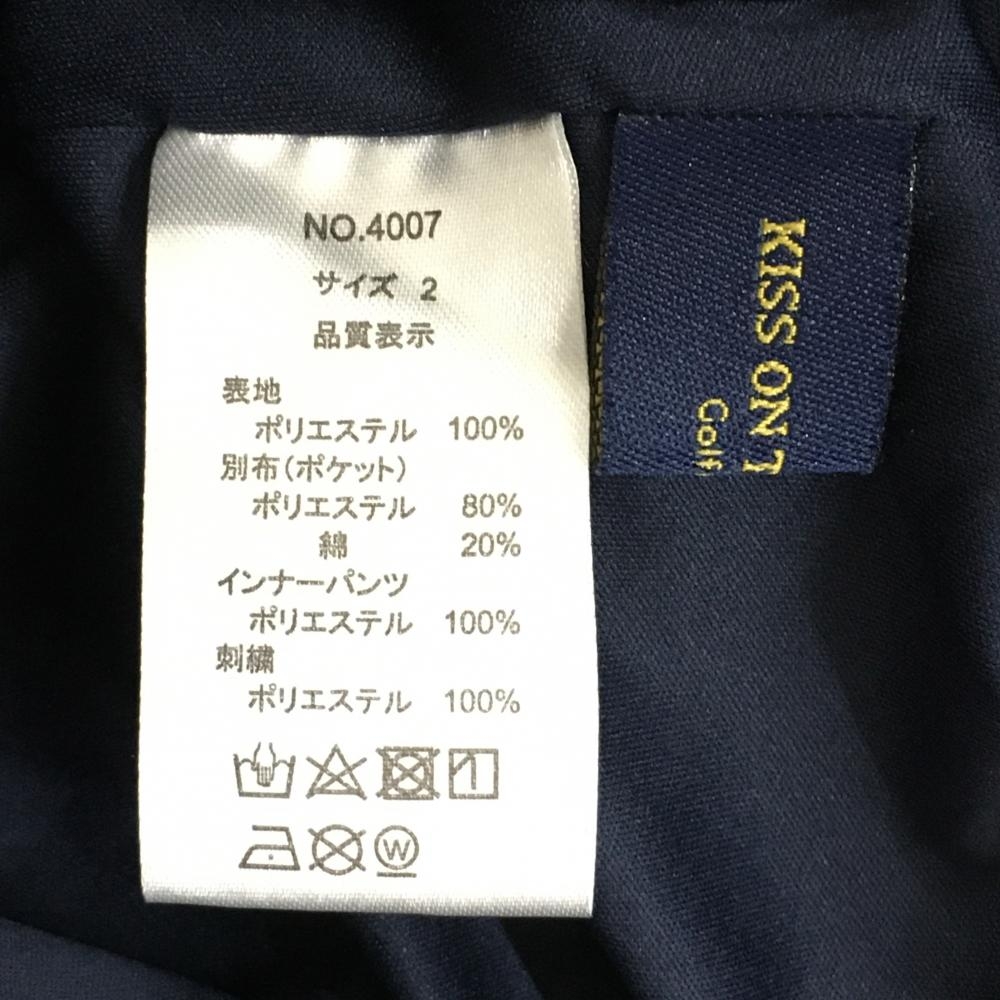 NO.4007
サイズ 2
品質表示
表地
ポリエステル 100%
別布(ポケット)
ポリエステル 80%
綿 20%
インナーパンツ
ポリエステル 100%
刺繍
ポリエステル 100%
W
KISS ON
Golf